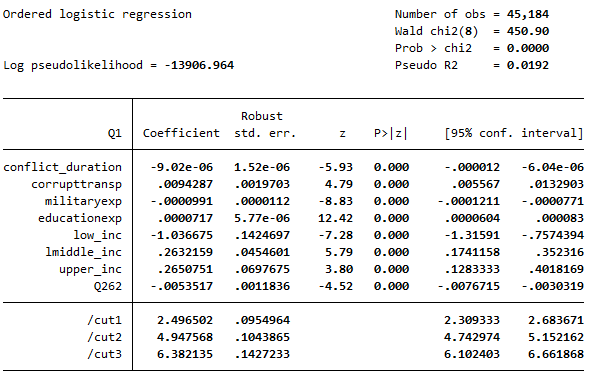 Ordered logistic regression Number of obs = 45,184
Wald chi2(8) = 450.90
Prob > chi2 = 0.0000
Log pseudolikelihood = -13906.964 Pseudo R2 = 0.0192
Robust
Q1 Coefficient std. err. z P>|z| [95% conf. interval]
conflict_duration -9.02e-06 1.52e-06 -5.93 0.000 -.000012 -6.04e-06
corrupttransp .0094287 .0019703 4.79 0.000 .005567 .0132903
militaryexp -.0000991 .0000112 -8.83 0.000 -.0001211 -.0000771
educationexp .0000717 5.77e-06 12.42 0.000 .0000604 .000083
low_inc -1.036675 .1424697 -7.28 0.000 -1.31591 -.7574394
lmiddle_inc .2632159 .0454601 5.79 0.000 .1741158 .352316
upper_inc .2650751 .0697675 3.80 0.000 .1283333 .4018169
Q262 -.0053517 .0011836 -4.52 0.000 -.0076715 -.0030319
/cut1 2.496502 .0954964 2.309333 2.683671
/cut2 4.947568 .1043865 4.742974 5.152162
/cut3 6.382135 .1427233 6.102403 6.661868